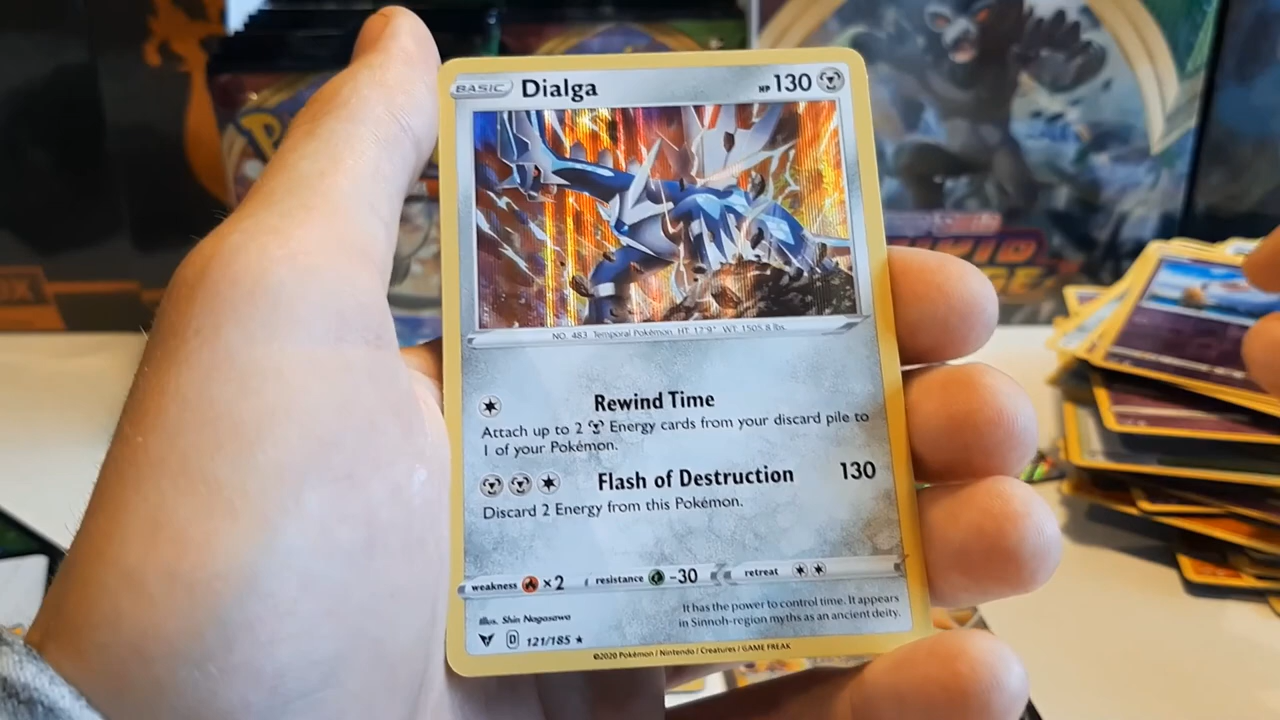 BASIC Dialga HP 130
NO. 483 Temporal Pokémon HT: 17'9" WT: 1505.8 lbs.
Rewind Time
Attach up to 2 Energy cards from your discard pile to
1 of your Pokémon.
Flash of Destruction 130
Discard 2 Energy from this Pokémon.
weakness ×2 resistance -30 retreat
Illus. Shin Nagasawa
It has the power to control time. It appears
in Sinnoh-region myths as an ancient deity.
D 121/185
©2020 Pokémon / Nintendo / Creatures / GAME FREAK